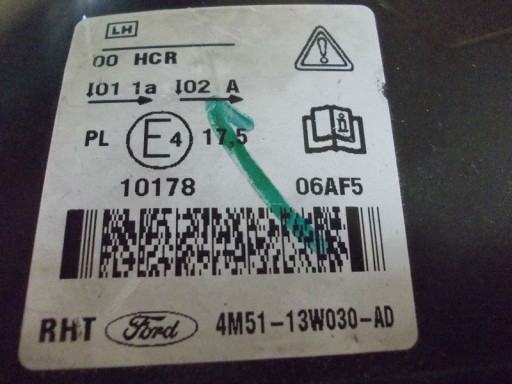 LH
00 HCR
I01 1a I02 A
PL E4 17,5
10178 06AF5
RHT Ford 4M51-13W030-AD